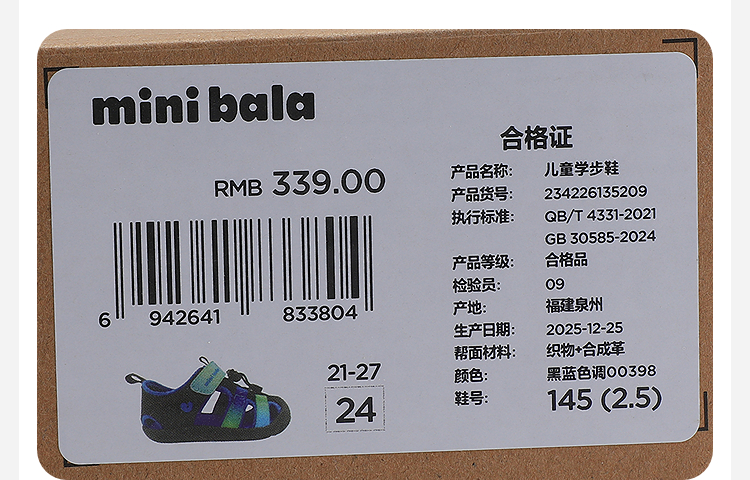 mini bala
RMB 339.00
6 942641 833804
21-27
24
合格证
产品名称: 儿童学步鞋
产品货号: 234226135209
执行标准: QB/T 4331-2021
GB 30585-2024
产品等级: 合格品
检验员: 09
产地: 福建泉州
生产日期: 2025-12-25
帮面材料: 织物+合成革
颜色: 黑蓝色调00398
鞋号: 145 (2.5)